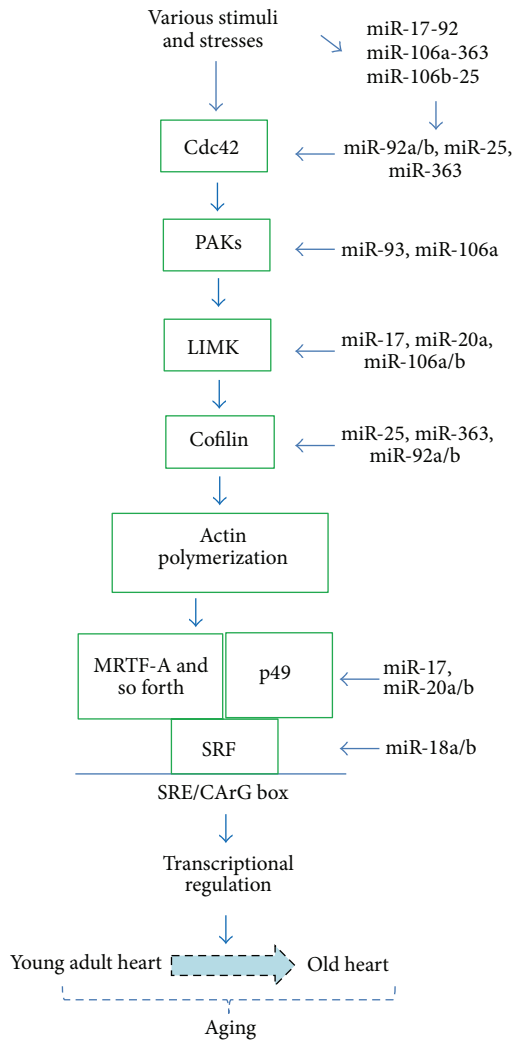 Various stimuli
and stresses
miR-17-92
miR-106a-363
miR-106b-25
Cdc42
miR-92a/b, miR-25,
miR-363
PAKs
miR-93, miR-106a
LIMK
miR-17, miR-20a,
miR-106a/b
Cofilin
miR-25, miR-363,
miR-92a/b
Actin
polymerization
MRTF-A and
so forth
p49
miR-17,
miR-20a/b
SRF
miR-18a/b
SRE/CArG box
Transcriptional
regulation
Young adult heart
Old heart
Aging